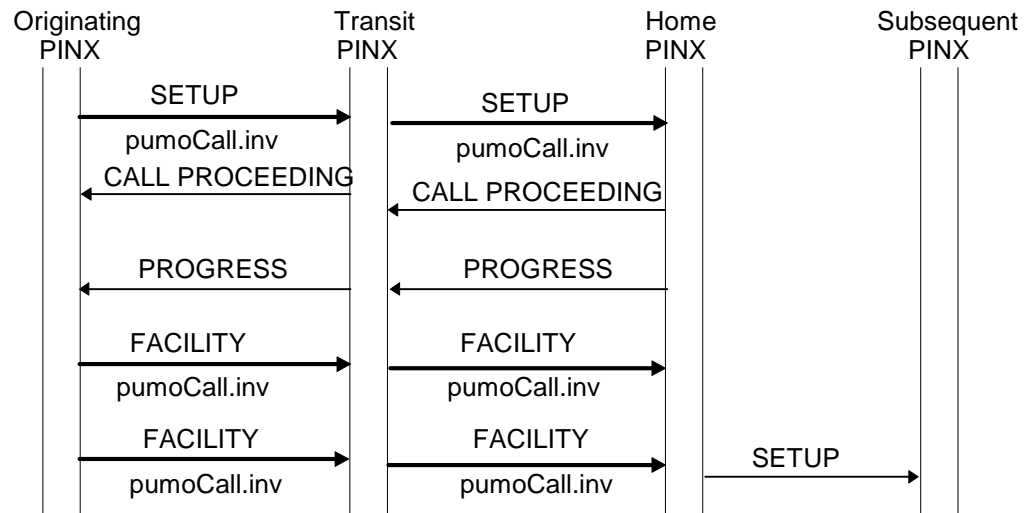 Originating Transit Home Subsequent
PINX PINX PINX PINX
SETUP SETUP
pumoCall.inv pumoCall.inv
CALL PROCEEDING CALL PROCEEDING
PROGRESS PROGRESS
FACILITY FACILITY
pumoCall.inv pumoCall.inv
FACILITY FACILITY SETUP
pumoCall.inv pumoCall.inv